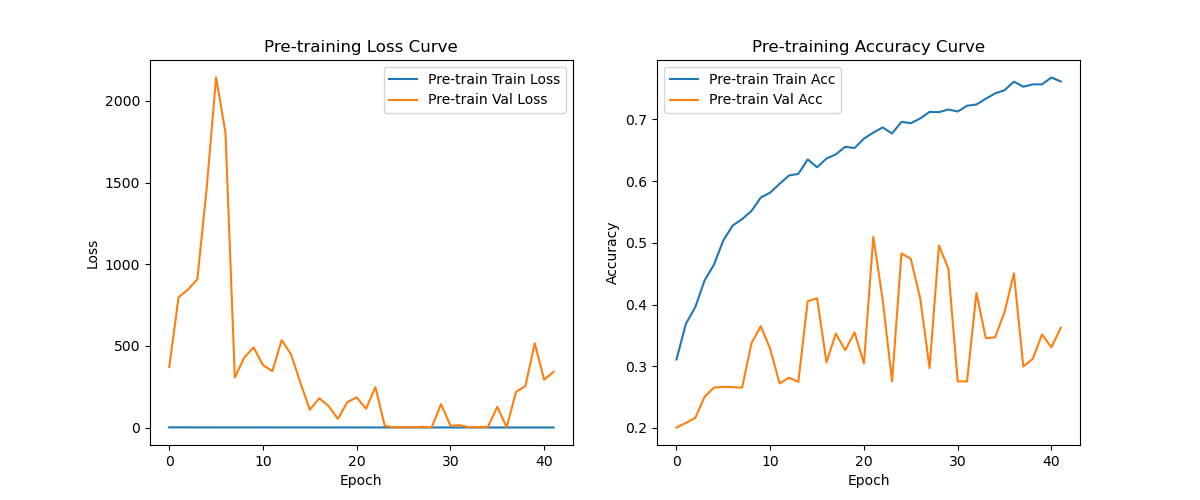 Pre-training Loss Curve
Pre-train Train Loss
Pre-train Val Loss
2000
1500
1000
500
0
Loss
0 10 20 30 40
Epoch
Pre-training Accuracy Curve
Pre-train Train Acc
Pre-train Val Acc
0.7
0.6
0.5
0.4
0.3
0.2
Accuracy
0 10 20 30 40
Epoch